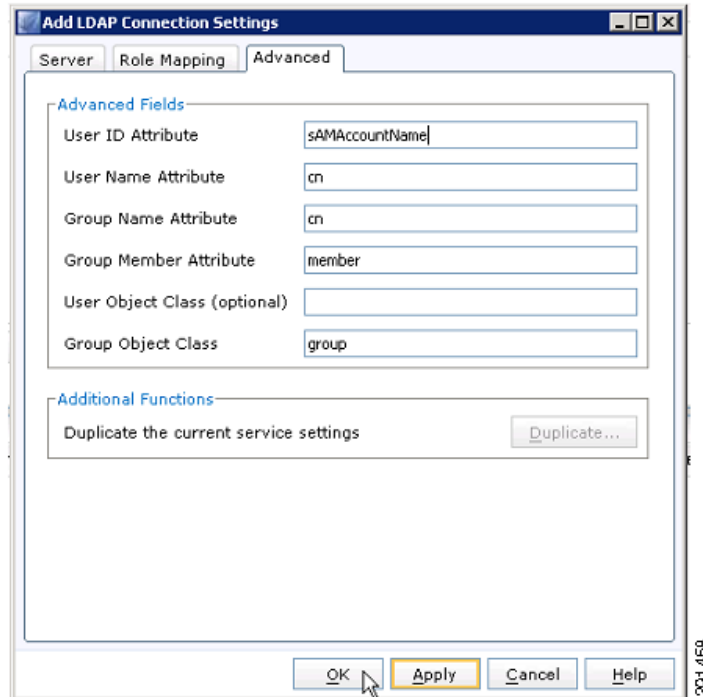 Add LDAP Connection Settings
Server Role Mapping Advanced
Advanced Fields
User ID Attribute sAMAccountName
User Name Attribute cn
Group Name Attribute cn
Group Member Attribute member
User Object Class (optional)
Group Object Class group
Additional Functions
Duplicate the current service settings Duplicate...
OK Apply Cancel Help